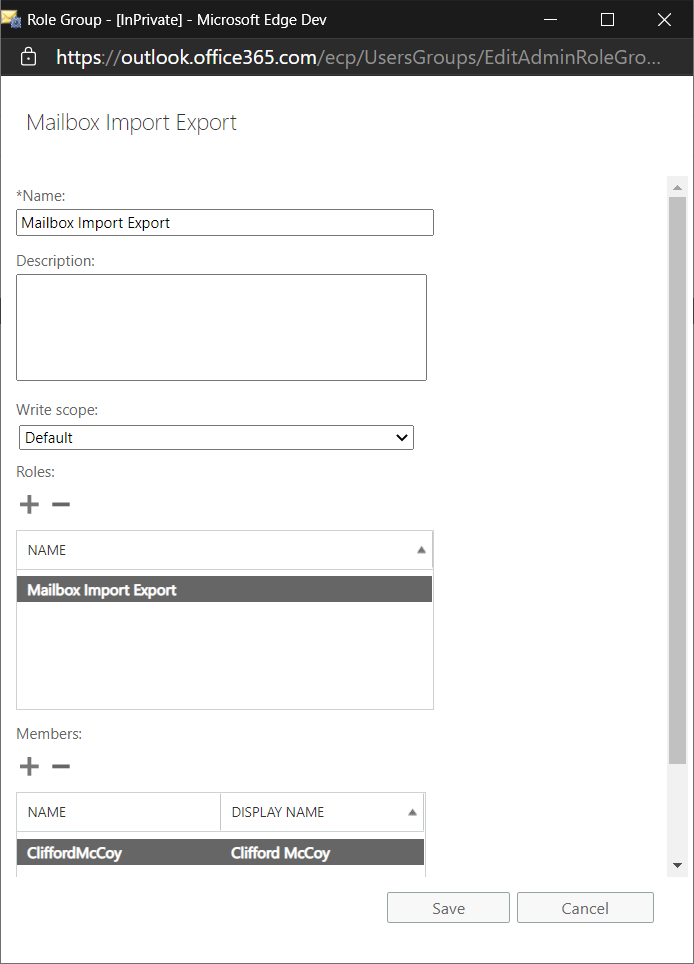 Role Group - [InPrivate] - Microsoft Edge Dev
https://outlook.office365.com/ecp/UsersGroups/EditAdminRoleGro...
Mailbox Import Export
*Name:
Mailbox Import Export
Description:
Write scope:
Default
Roles:
NAME
Mailbox Import Export
Members:
NAME DISPLAY NAME
CliffordMcCoy Clifford McCoy
Save Cancel